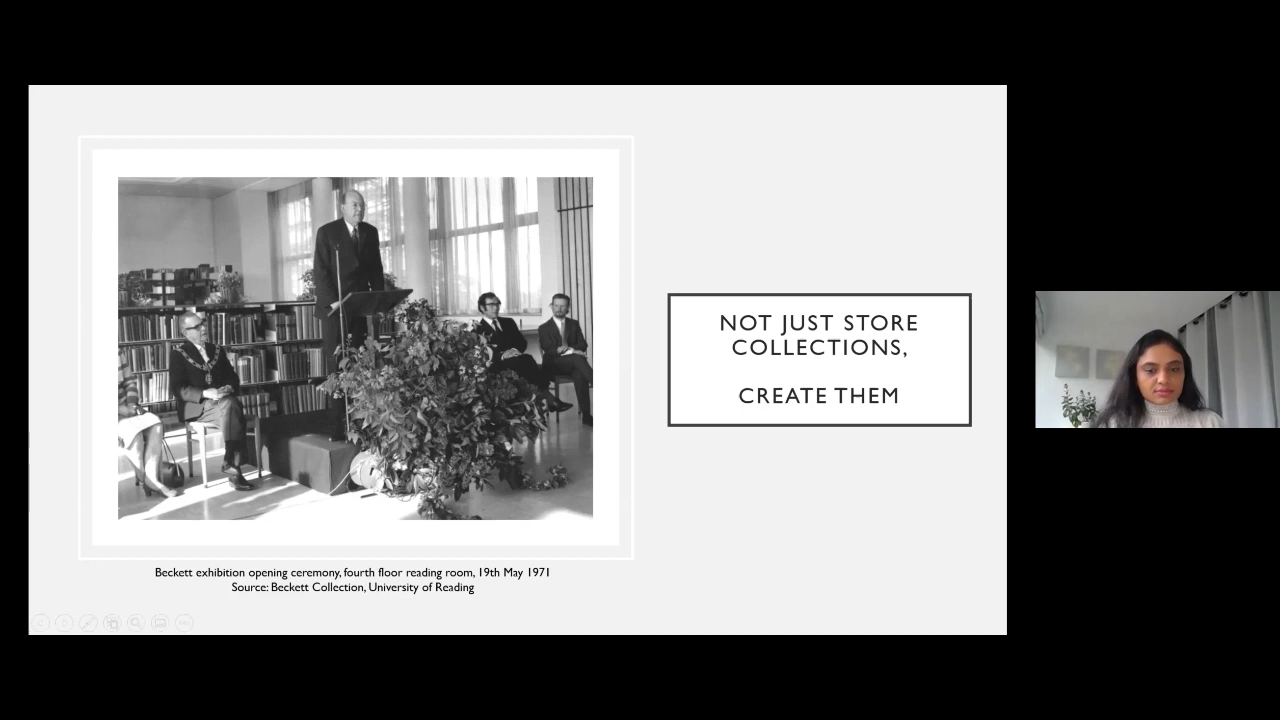 NOT JUST STORE
COLLECTIONS,
CREATE THEM
Beckett exhibition opening ceremony, fourth floor reading room, 19th May 1971
Source: Beckett Collection, University of Reading